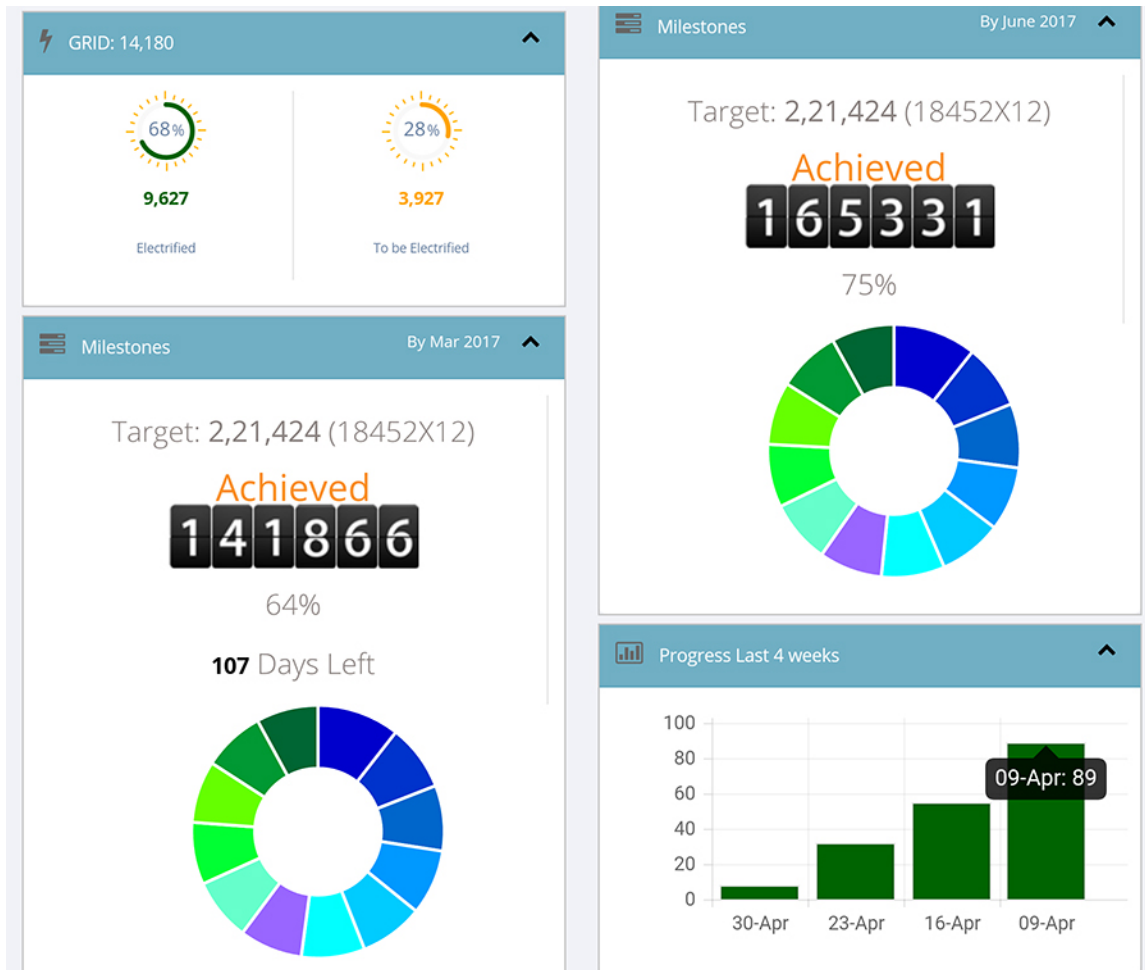 GRID: 14,180
68%
28%
9,627
3,927
Electrified
To be Electrified
Milestones
By Mar 2017
Target: 2,21,424 (18452X12)
Achieved
141866
64%
107 Days Left
Milestones
By June 2017
Target: 2,21,424 (18452X12)
Achieved
165331
75%
Progress Last 4 weeks
100
80
60
40
20
0
09-Apr: 89
30-Apr
23-Apr
16-Apr
09-Apr